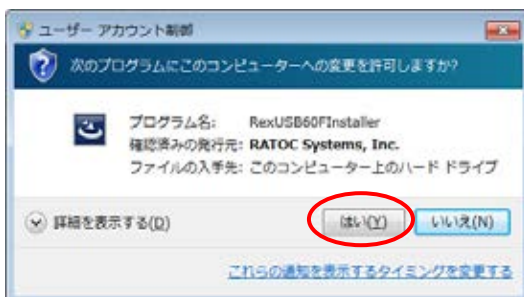 ユーザー アカウント制御
次のプログラムにこのコンピューターへの変更を許可しますか?
プログラム名: RexUSB60FInstaller
確認済みの発行元: RATOC Systems, Inc.
ファイルの入手先: このコンピューター上のハード ドライブ
詳細を表示する(D) はい(Y) いいえ(N)
これらの通知を表示するタイミングを変更する